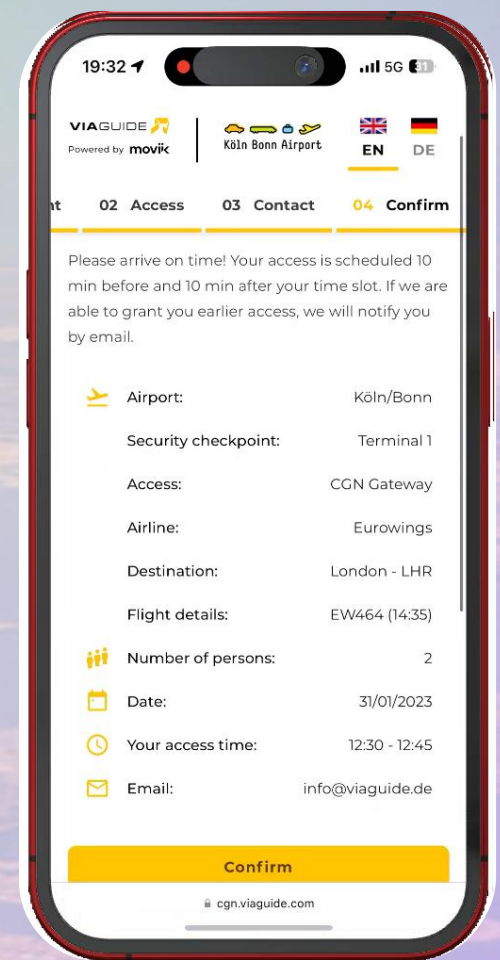 19:32
5G 31
VIAGUIDE
Powered by moviik
Köln Bonn Airport
EN DE
02 Access 03 Contact 04 Confirm
Please arrive on time! Your access is scheduled 10
min before and 10 min after your time slot. If we are
able to grant you earlier access, we will notify you
by email.
Airport: Köln/Bonn
Security checkpoint: Terminal 1
Access: CGN Gateway
Airline: Eurowings
Destination: London - LHR
Flight details: EW464 (14:35)
Number of persons: 2
Date: 31/01/2023
Your access time: 12:30 - 12:45
Email: info@viaguide.de
Confirm
cgn.viaguide.com